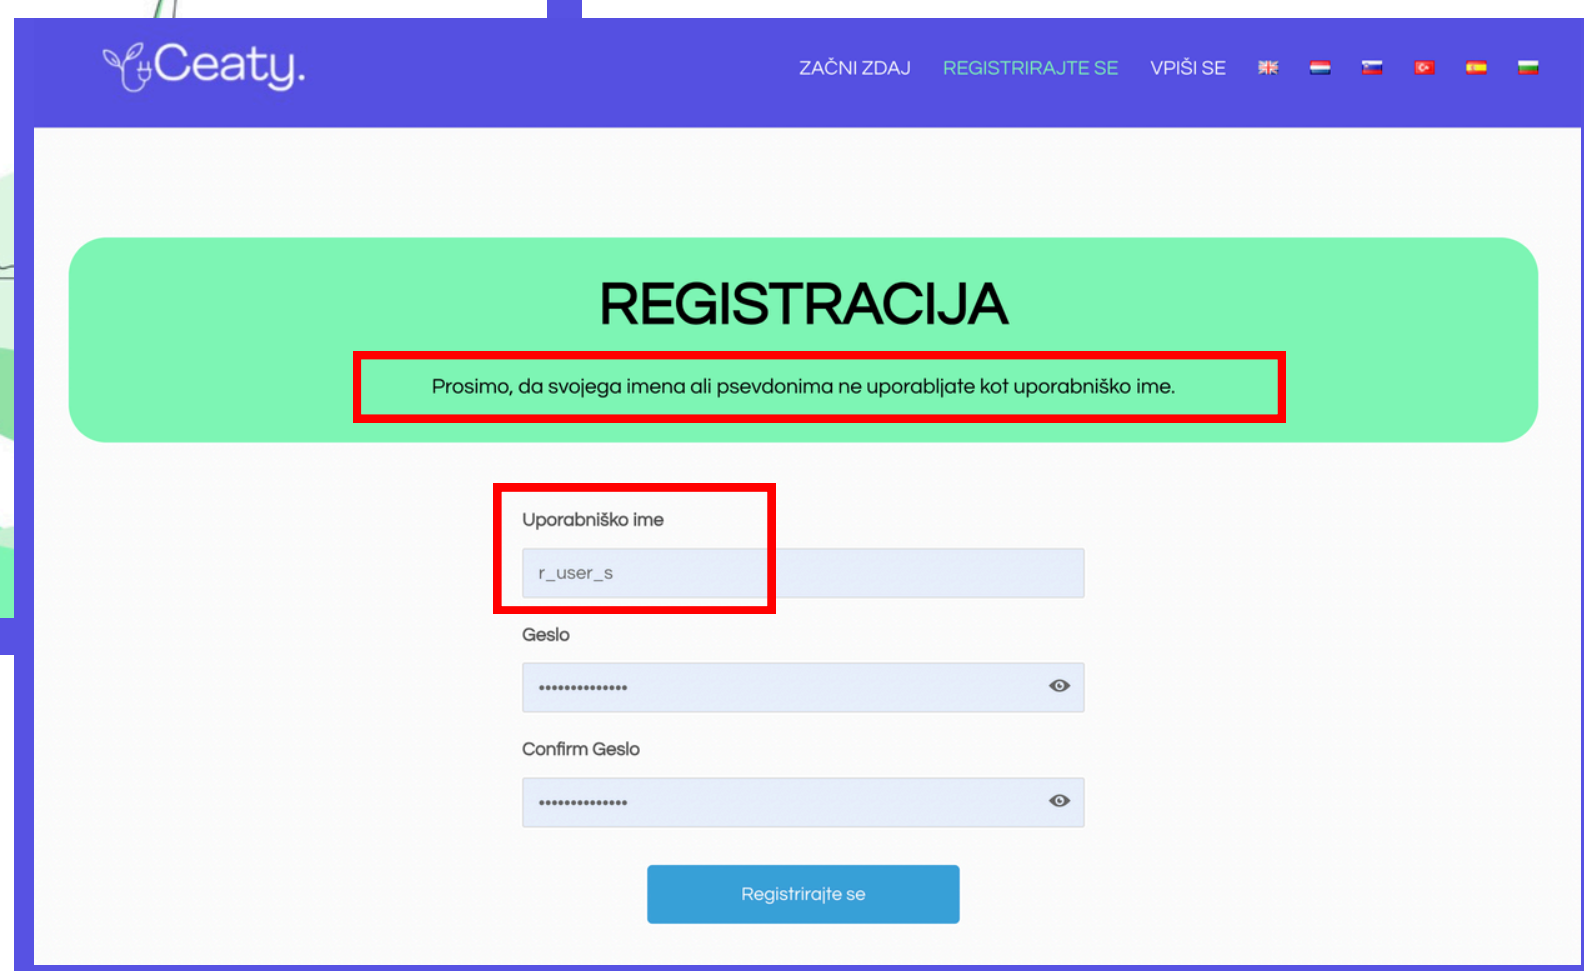 Ceaty.
ZAČNI ZDAJ REGISTRIRAJTE SE VPIŠI SE
REGISTRACIJA
Prosimo, da svojega imena ali psevdonima ne uporabljate kot uporabniško ime.
Uporabniško ime
r_user_s
Geslo
••••••••••••••
Confirm Geslo
••••••••••••••
Registrirajte se